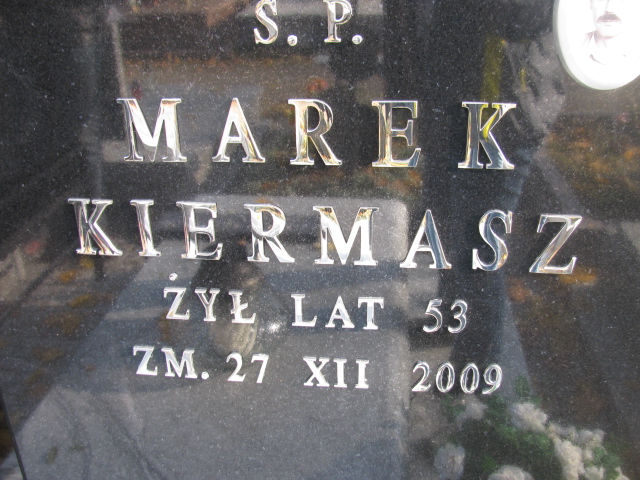 S. P.
MAREK
KIERMASZ
ŻYŁ LAT 53
ZM. 27 XII 2009